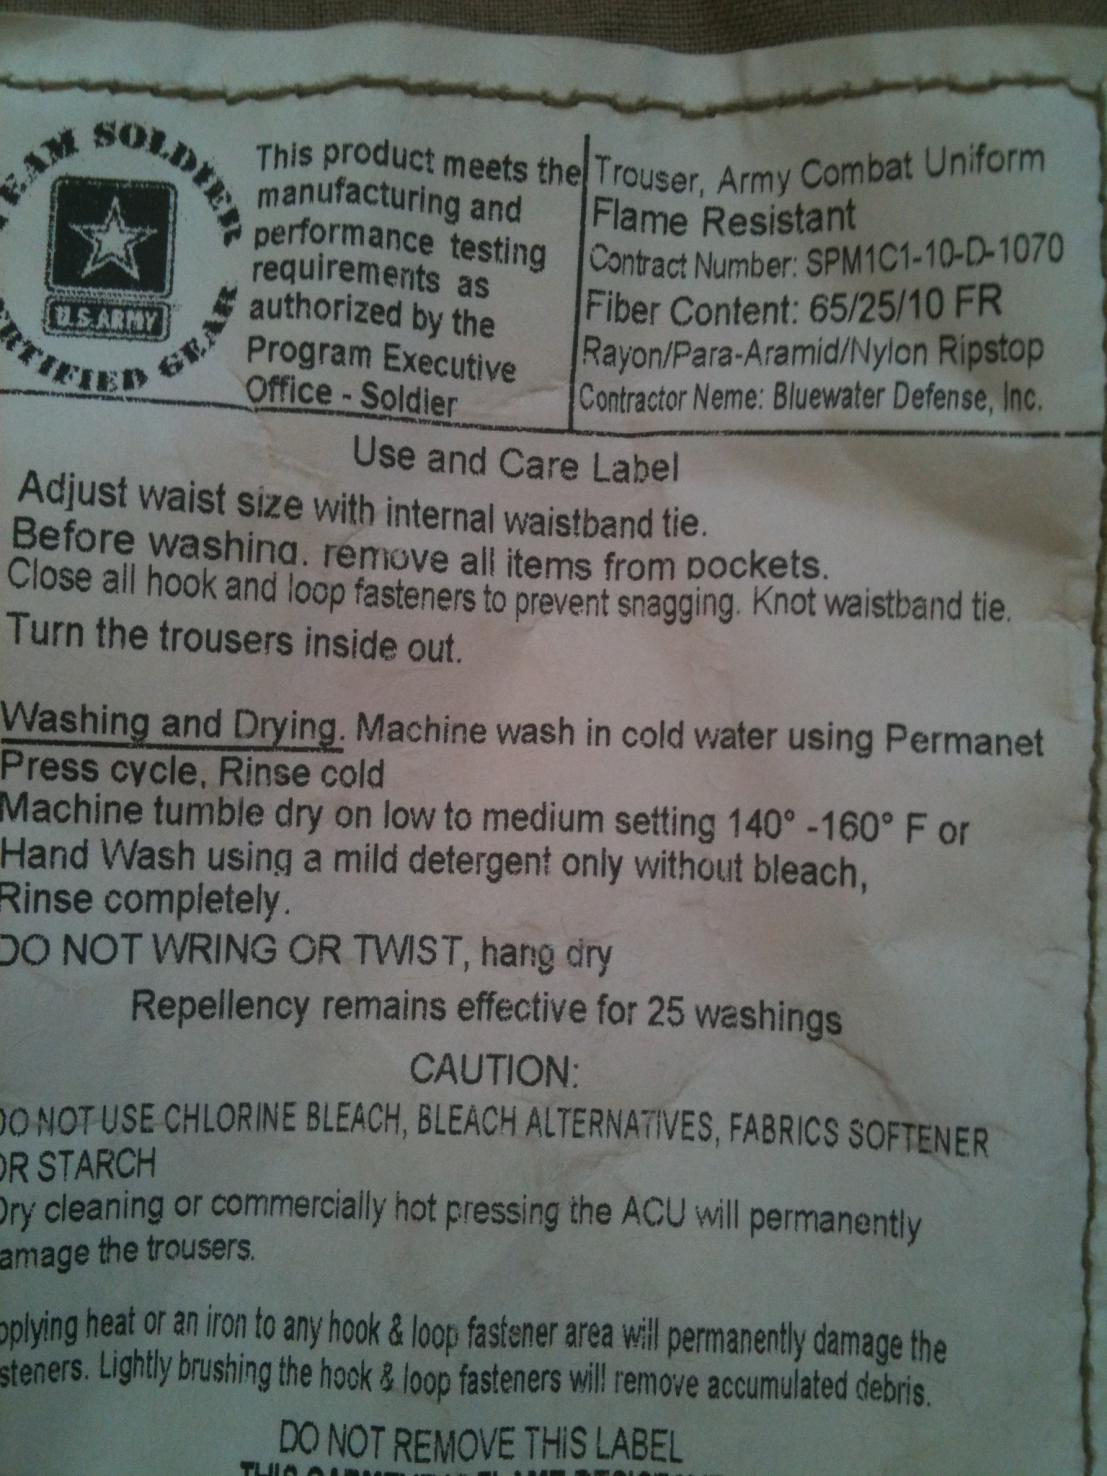 TEAM SOLDIER
CERTIFIED GEAR
U.S. ARMY
This product meets the
manufacturing and
performance testing
requirements as
authorized by the
Program Executive
Office - Soldier
Trouser, Army Combat Uniform
Flame Resistant
Contract Number: SPM1C1-10-D-1070
Fiber Content: 65/25/10 FR
Rayon/Para-Aramid/Nylon Ripstop
Contractor Neme: Bluewater Defense, Inc.
Use and Care Label
Adjust waist size with internal waistband tie.
Before washing. remove all items from pockets.
Close all hook and loop fasteners to prevent snagging. Knot waistband tie.
Turn the trousers inside out.
Washing and Drying. Machine wash in cold water using Permanet
Press cycle, Rinse cold
Machine tumble dry on low to medium setting 140° -160° F or
Hand Wash using a mild detergent only without bleach,
Rinse completely.
DO NOT WRING OR TWIST, hang dry
Repellency remains effective for 25 washings
CAUTION:
DO NOT USE CHLORINE BLEACH, BLEACH ALTERNATIVES, FABRICS SOFTENER
OR STARCH
Dry cleaning or commercially hot pressing the ACU will permanently
amage the trousers.
pplying heat or an iron to any hook & loop fastener area will permanently damage the
steners. Lightly brushing the hook & loop fasteners will remove accumulated debris.
DO NOT REMOVE THIS LABEL